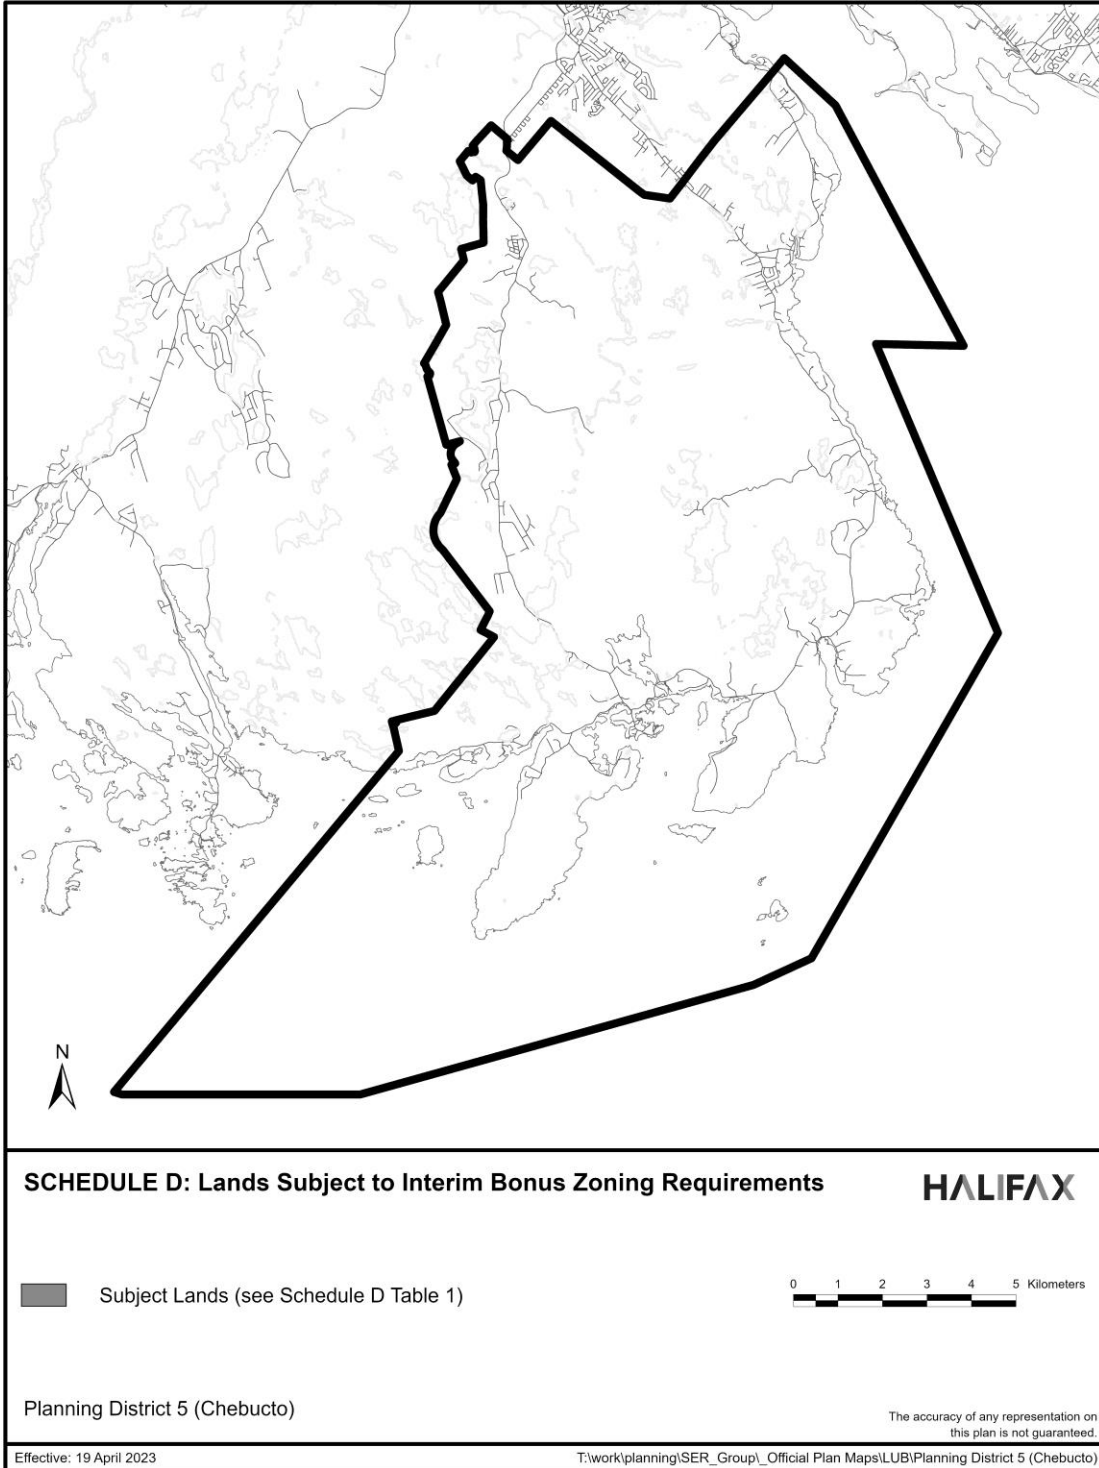 N
SCHEDULE D: Lands Subject to Interim Bonus Zoning Requirements
HALIFAX
Subject Lands (see Schedule D Table 1)
0 1 2 3 4 5 Kilometers
Planning District 5 (Chebucto)
The accuracy of any representation on
this plan is not guaranteed.
Effective: 19 April 2023
T:\work\planning\SER_Group\_Official Plan Maps\LUB\Planning District 5 (Chebucto)